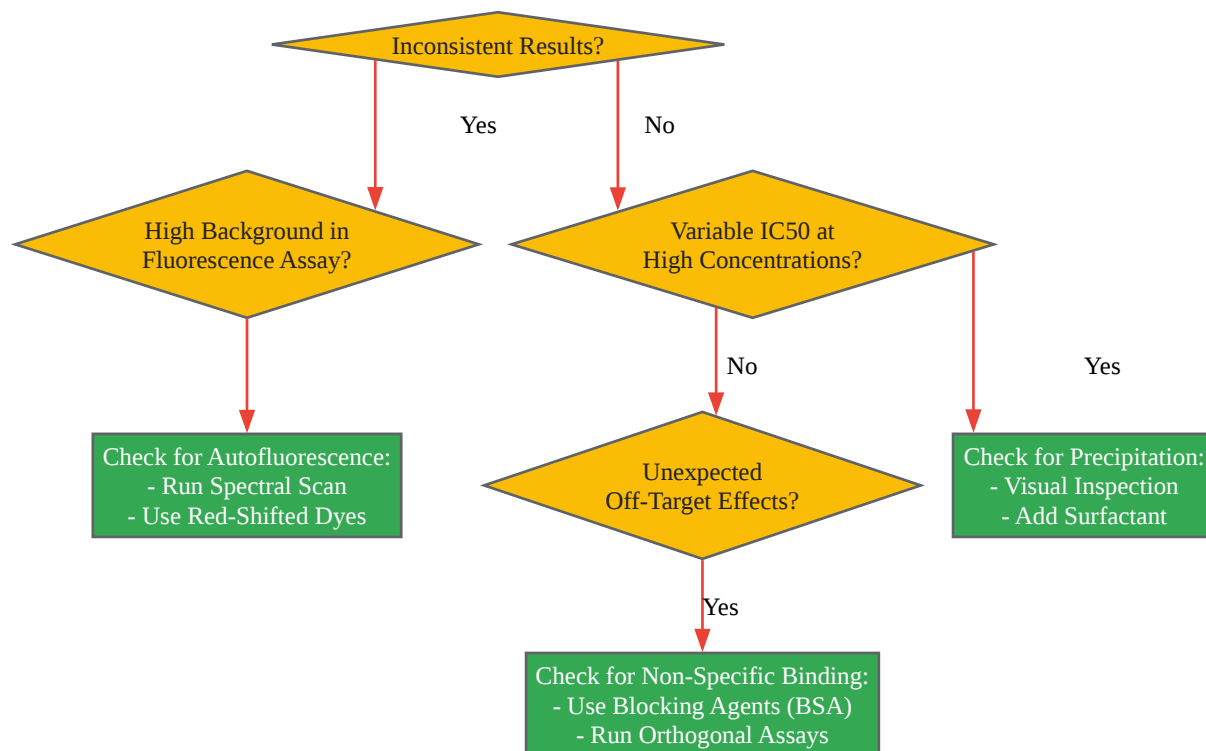 Inconsistent Results?
Yes
No
High Background in
Fluorescence Assay?
Variable IC50 at
High Concentrations?
No
Yes
Check for Autofluorescence:
- Run Spectral Scan
- Use Red-Shifted Dyes
Unexpected
Off-Target Effects?
Check for Precipitation:
- Visual Inspection
- Add Surfactant
Yes
Check for Non-Specific Binding:
- Use Blocking Agents (BSA)
- Run Orthogonal Assays